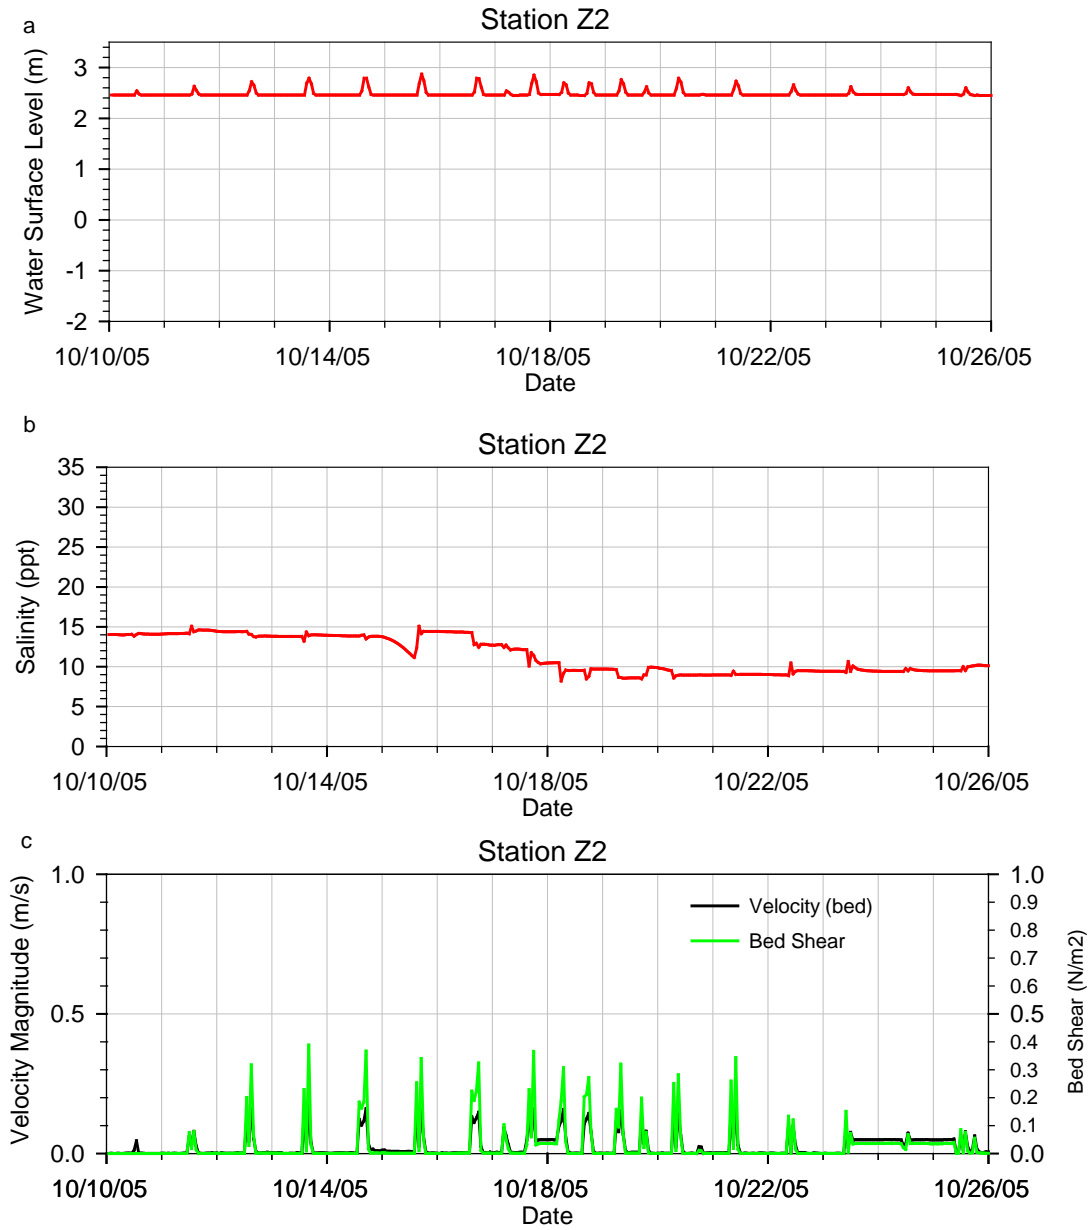 a
Station Z2
Water Surface Level (m)
3
2
1
0
-1
-2
10/10/05 10/14/05 10/18/05 10/22/05 10/26/05
Date
b
Station Z2
Salinity (ppt)
35
30
25
20
15
10
5
0
10/10/05 10/14/05 10/18/05 10/22/05 10/26/05
Date
c
Station Z2
Velocity Magnitude (m/s)
1.0
0.5
0.0
Velocity (bed)
Bed Shear
1.0
0.9
0.8
0.7
0.6
0.5
0.4
0.3
0.2
0.1
0.0
Bed Shear (N/m2)
10/10/05 10/14/05 10/18/05 10/22/05 10/26/05
Date